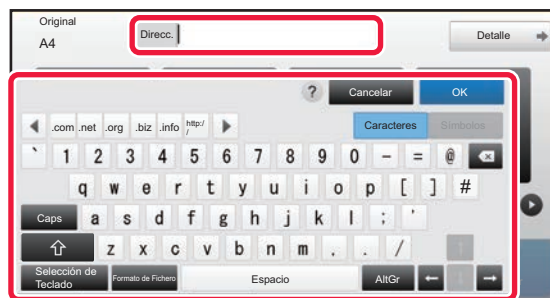 Original
A4
Direcc.
Detalle
? Cancelar OK
.com .net .org .biz .info http:/
/
Caracteres Símbolos
` 1 2 3 4 5 6 7 8 9 0 - = @
q w e r t y u i o p [ ] #
Caps a s d f g h j k l ; '
z x c v b n m , . /
Selección de
Teclado
Formato de Fichero Espacio AltGr